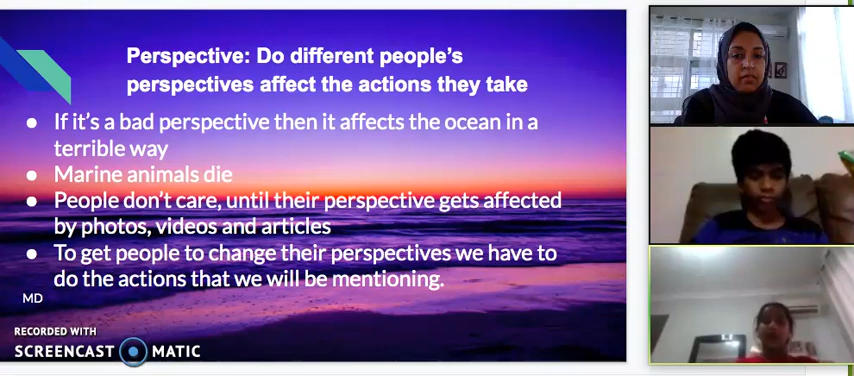 Perspective: Do different people's
perspectives affect the actions they take
● If it's a bad perspective then it affects the ocean in a
terrible way
● Marine animals die
● People don't care, until their perspective gets affected
by photos, videos and articles
● To get people to change their perspectives we have to
do the actions that we will be mentioning.
MD
RECORDED WITH
SCREENCAST MATIC